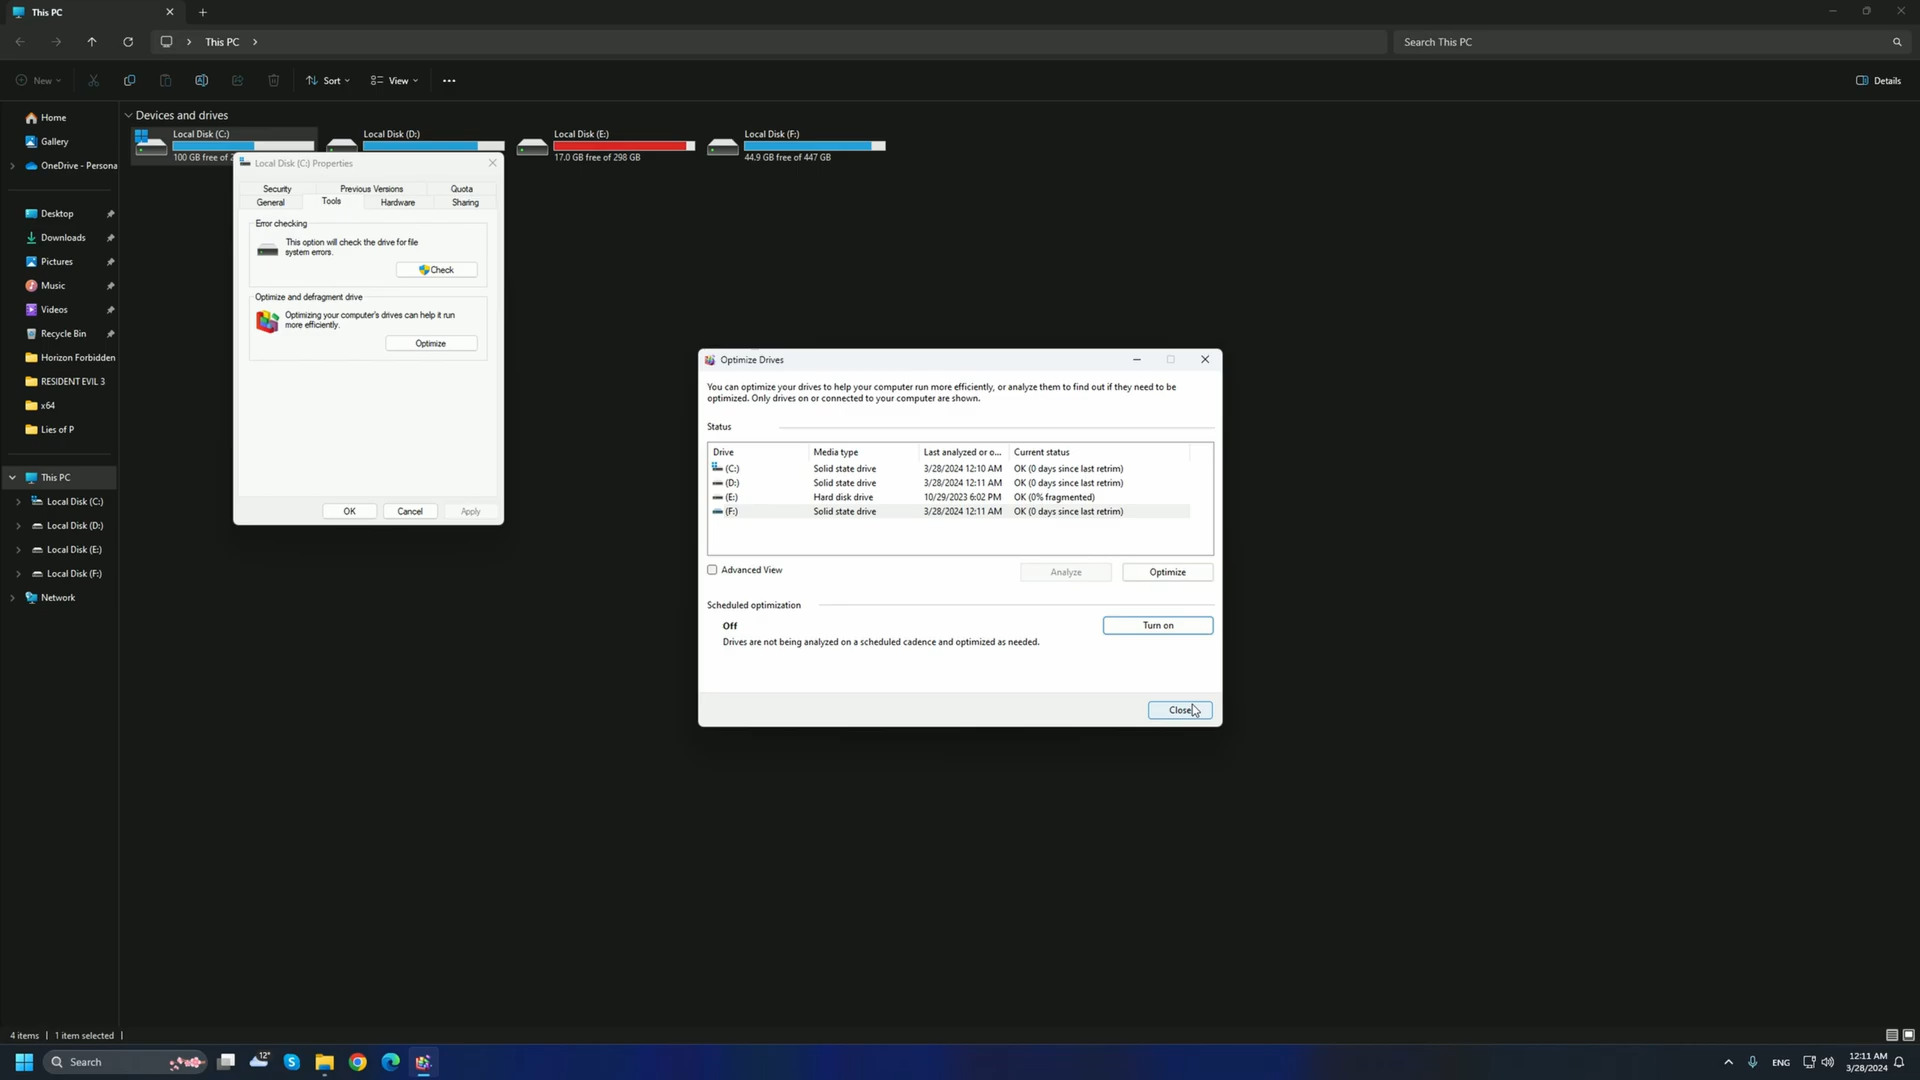 This PC
This PC
Search This PC
New
Sort
View
Details
Home
Gallery
OneDrive - Persona
Desktop
Downloads
Pictures
Music
Videos
Recycle Bin
Horizon Forbidden
RESIDENT EVIL 3
x64
Lies of P
This PC
Local Disk (C:)
Local Disk (D:)
Local Disk (E:)
Local Disk (F:)
Network
Devices and drives
Local Disk (C:)
100 GB free of
Local Disk (D:)
Local Disk (E:)
17.0 GB free of 298 GB
Local Disk (F:)
44.9 GB free of 447 GB
Local Disk (C:) Properties
Security Previous Versions Quota
General Tools Hardware Sharing
Error checking
This option will check the drive for file
system errors.
Check
Optimize and defragment drive
Optimizing your computer's drives can help it run
more efficiently.
Optimize
OK Cancel Apply
Optimize Drives
You can optimize your drives to help your computer run more efficiently, or analyze them to find out if they need to be
optimized. Only drives on or connected to your computer are shown.
Status
Drive Media type Last analyzed or o... Current status
(C:) Solid state drive 3/28/2024 12:10 AM OK (0 days since last retrim)
(D:) Solid state drive 3/28/2024 12:11 AM OK (0 days since last retrim)
(E:) Hard disk drive 10/29/2023 6:02 PM OK (0% fragmented)
(F:) Solid state drive 3/28/2024 12:11 AM OK (0 days since last retrim)
Advanced View
Analyze Optimize
Scheduled optimization
Off
Turn on
Drives are not being analyzed on a scheduled cadence and optimized as needed.
Close
4 items 1 item selected
Search
12°
ENG
12:11 AM
3/28/2024